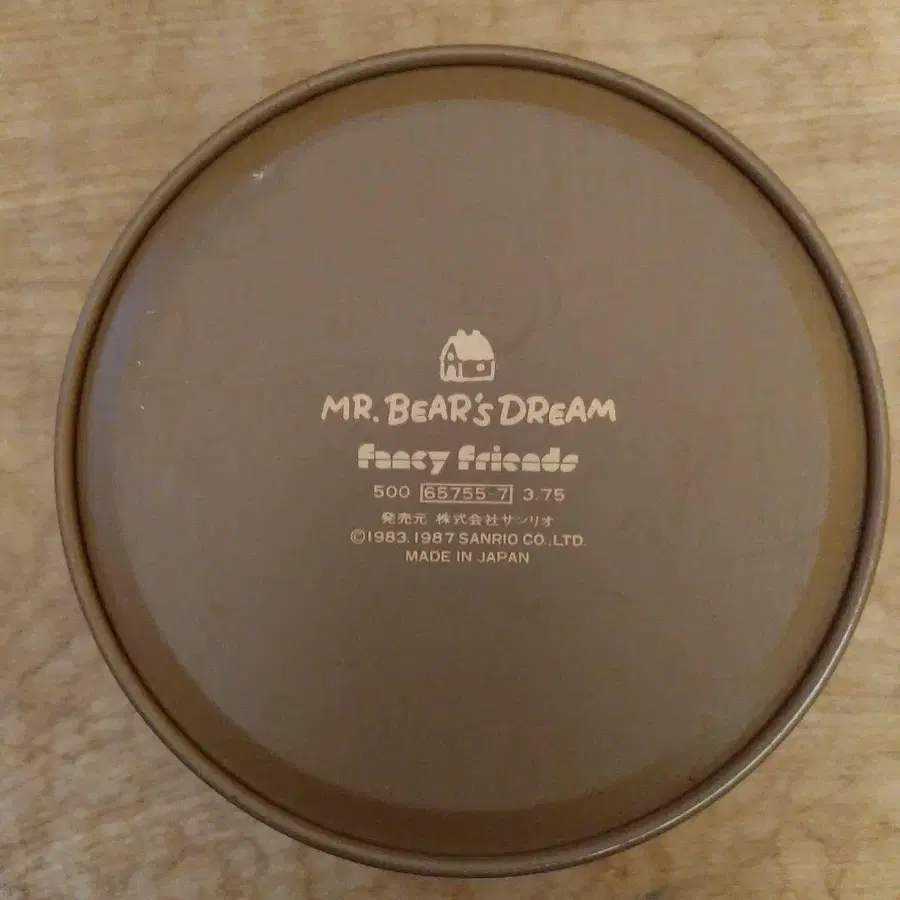 MR. BEAR'S DREAM
fancy friends
500 65755-7 3.75
発売元 株式会社サンリオ
©1983, 1987 SANRIO CO., LTD.
MADE IN JAPAN